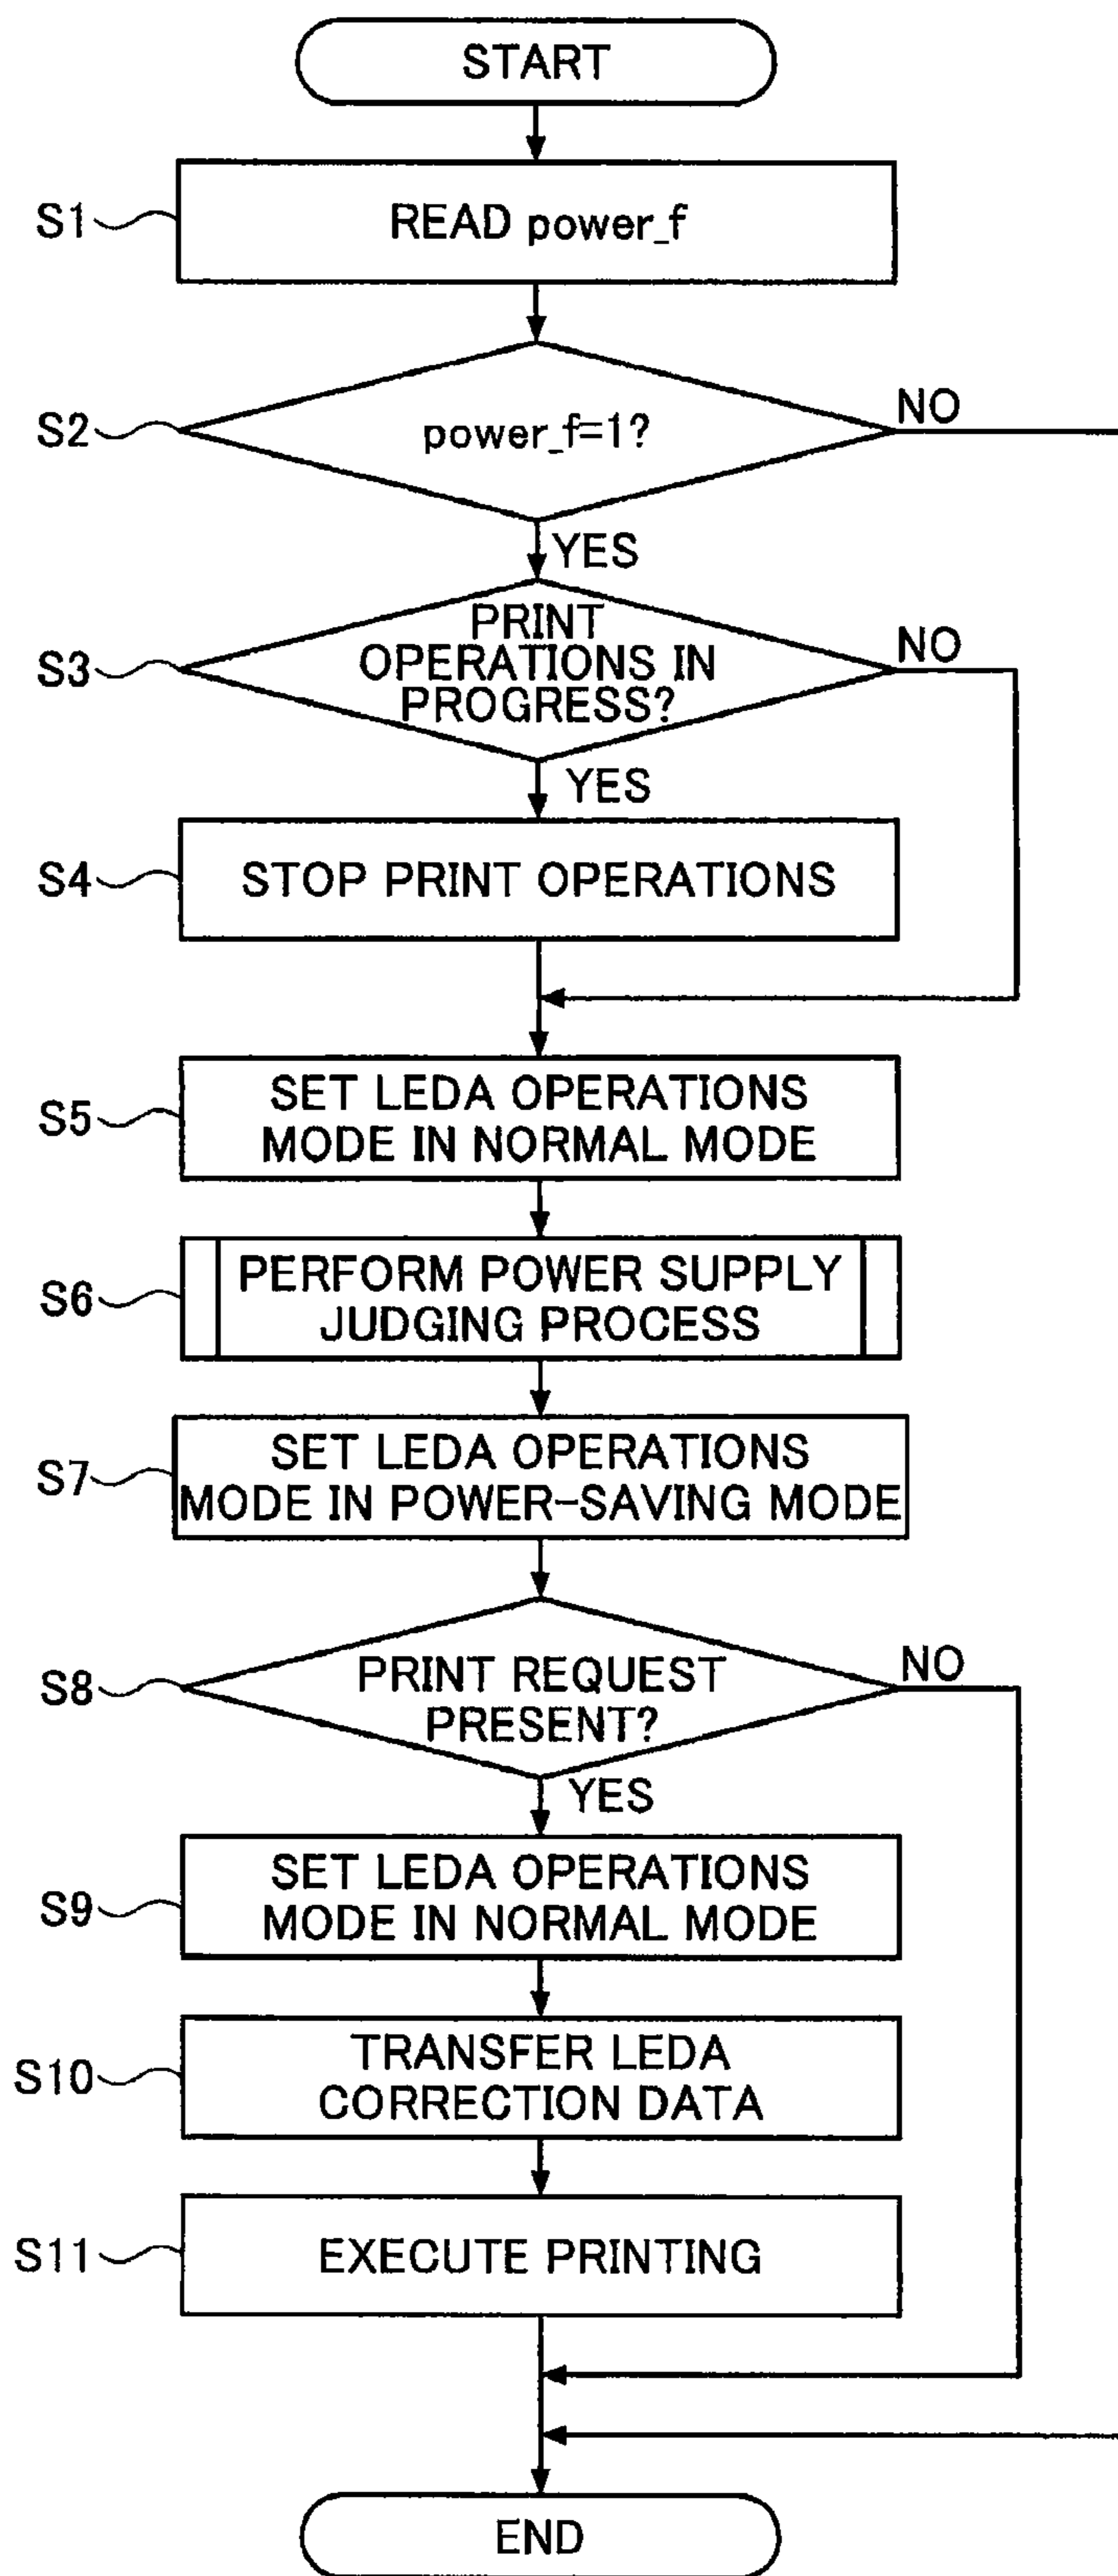 START
S1
READ power_f
S2
power_f=1?
NO
YES
S3
PRINT
OPERATIONS IN
PROGRESS?
NO
YES
S4
STOP PRINT OPERATIONS
S5
SET LEDA OPERATIONS
MODE IN NORMAL MODE
S6
PERFORM POWER SUPPLY
JUDGING PROCESS
S7
SET LEDA OPERATIONS
MODE IN POWER-SAVING MODE
S8
PRINT REQUEST
PRESENT?
NO
YES
S9
SET LEDA OPERATIONS
MODE IN NORMAL MODE
S10
TRANSFER LEDA
CORRECTION DATA
S11
EXECUTE PRINTING
END